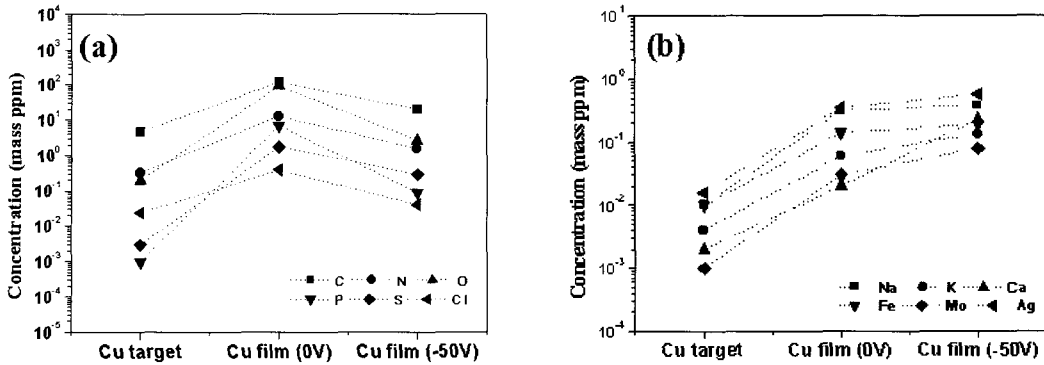 (a)
Concentration (mass ppm)
10^4
10^3
10^2
10^1
10^0
10^-1
10^-2
10^-3
10^-4
10^-5
C N O
P S Cl
Cu target Cu film (0V) Cu film (-50V)
(b)
Concentration (mass ppm)
10^1
10^0
10^-1
10^-2
10^-3
10^-4
Na K Ca
Fe Mo Ag
Cu target Cu film (0V) Cu film (-50V)